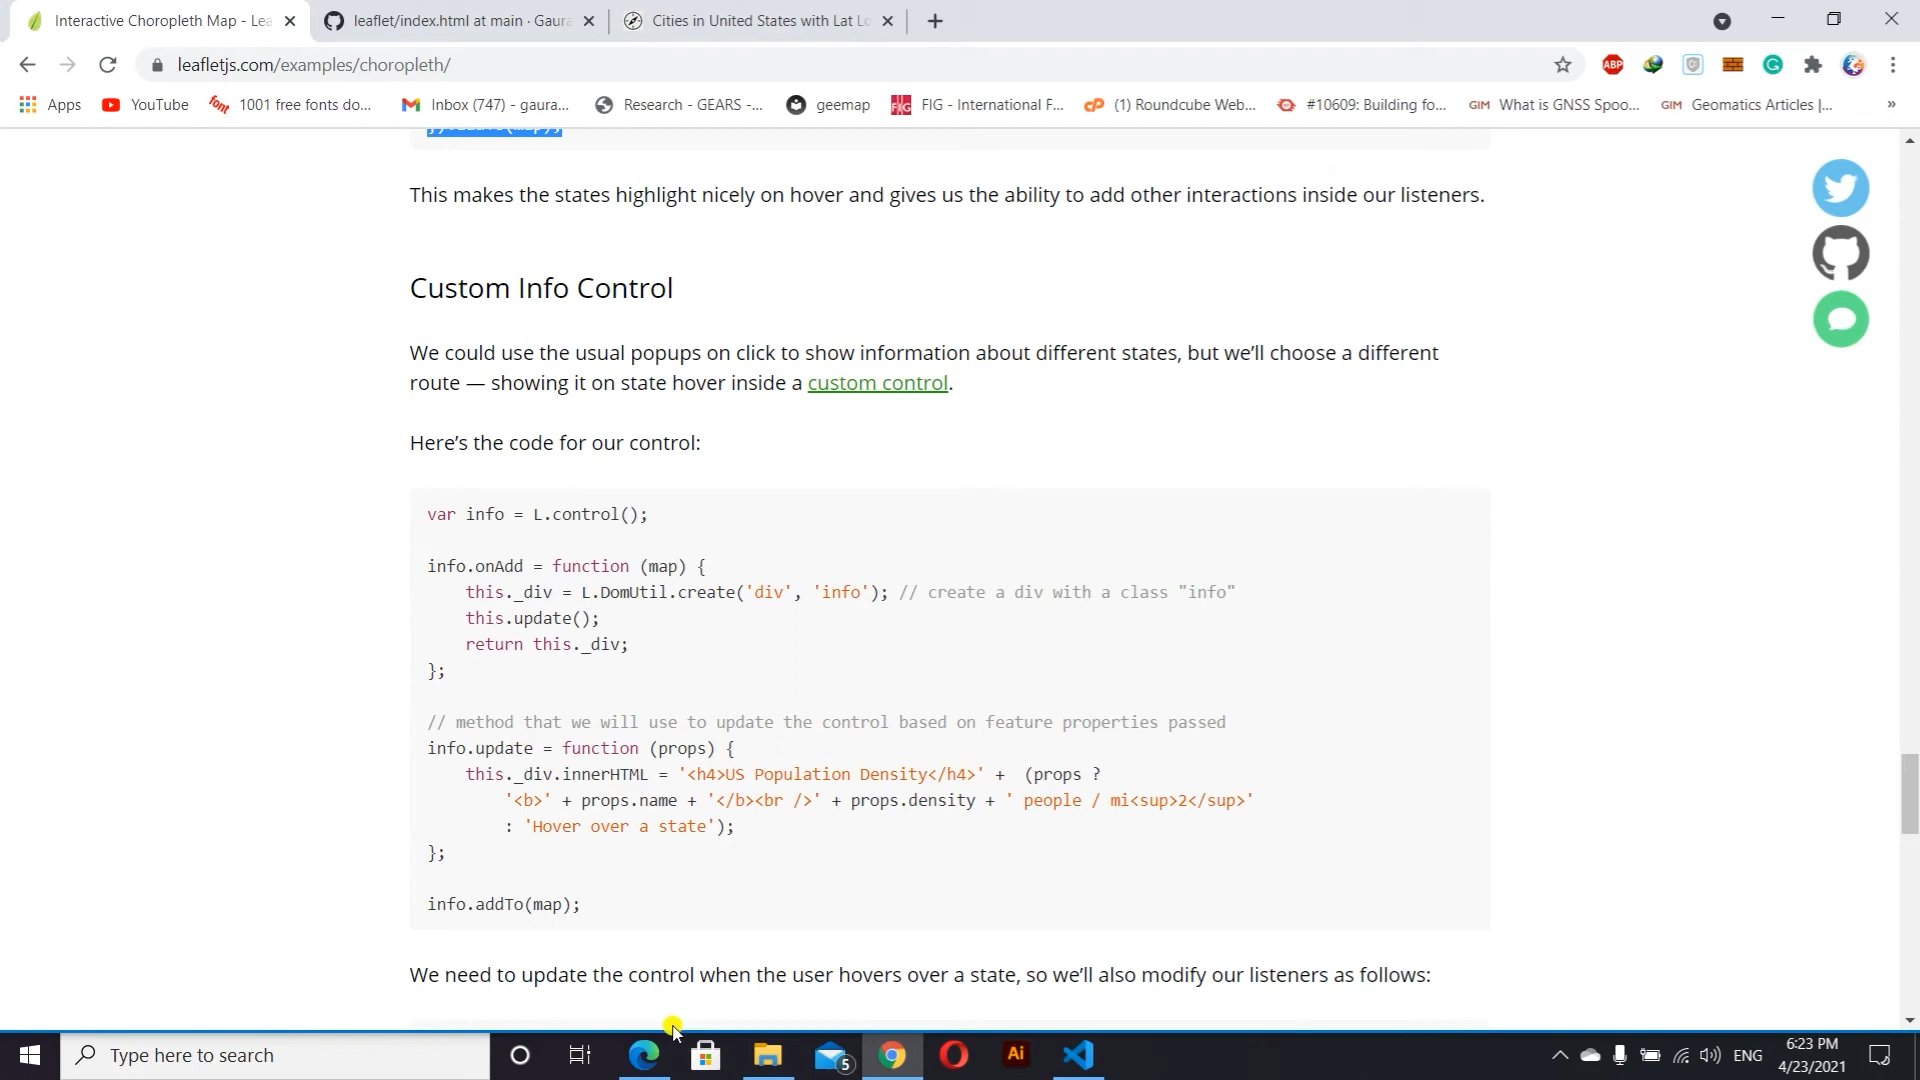 Interactive Choropleth Map - Lea
leaflet/index.html at main · Gaura
Cities in United States with Lat Lo
leafletjs.com/examples/choropleth/
ABP
Apps
YouTube
font
1001 free fonts do...
Inbox (747) - gaura...
Research - GEARS -...
geemap
FIG
FIG - International F...
(1) Roundcube Web...
#10609: Building fo...
GIM
What is GNSS Spoo...
GIM
Geomatics Articles |...
»
}).addTo(map);
This makes the states highlight nicely on hover and gives us the ability to add other interactions inside our listeners.
Custom Info Control
We could use the usual popups on click to show information about different states, but we’ll choose a different
route — showing it on state hover inside a custom control.
Here’s the code for our control:
var info = L.control();
info.onAdd = function (map) {
this._div = L.DomUtil.create('div', 'info'); // create a div with a class "info"
this.update();
return this._div;
};
// method that we will use to update the control based on feature properties passed
info.update = function (props) {
this._div.innerHTML = '<h4>US Population Density</h4>' +  (props ?
'<b>' + props.name + '</b><br />' + props.density + ' people / mi<sup>2</sup>'
: 'Hover over a state');
};
info.addTo(map);
We need to update the control when the user hovers over a state, so we’ll also modify our listeners as follows:
Type here to search
5
Ai
ENG
6:23 PM
4/23/2021